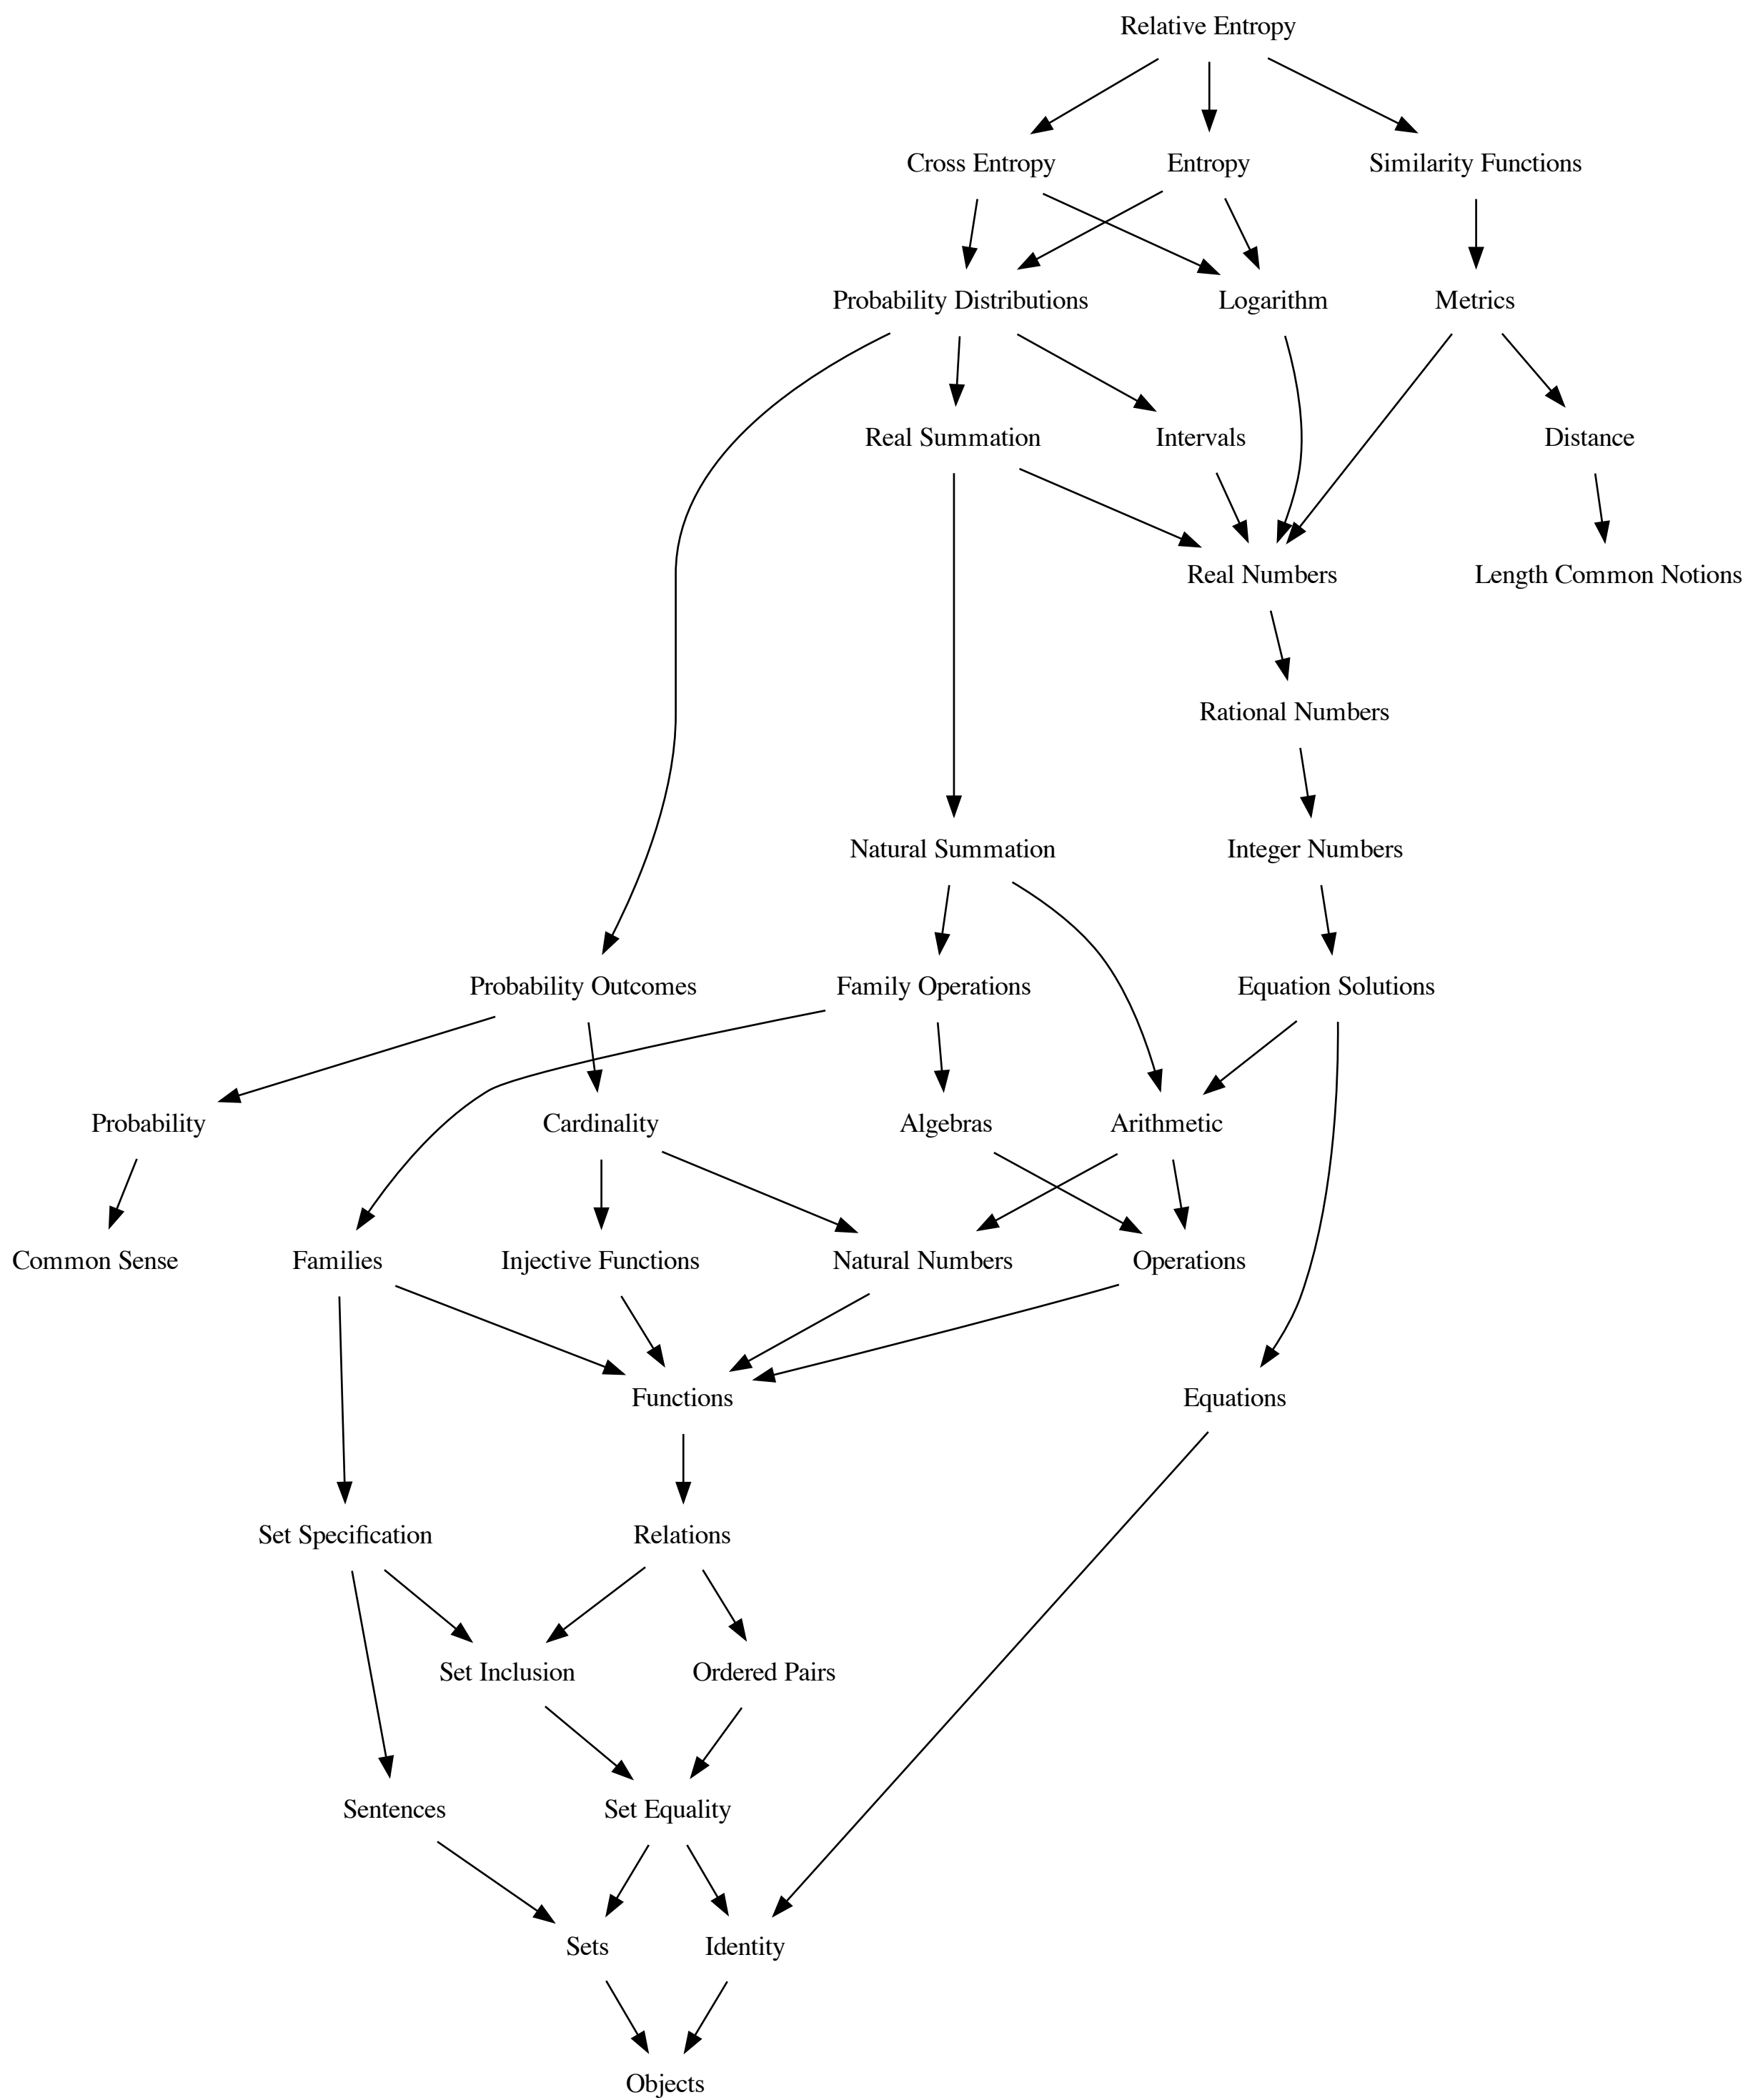 Relative Entropy
Cross Entropy
Entropy
Similarity Functions
Probability Distributions
Logarithm
Metrics
Real Summation
Intervals
Distance
Real Numbers
Length Common Notions
Rational Numbers
Natural Summation
Integer Numbers
Probability Outcomes
Family Operations
Equation Solutions
Probability
Cardinality
Algebras
Arithmetic
Common Sense
Families
Injective Functions
Natural Numbers
Operations
Functions
Equations
Set Specification
Relations
Set Inclusion
Ordered Pairs
Sentences
Set Equality
Sets
Identity
Objects